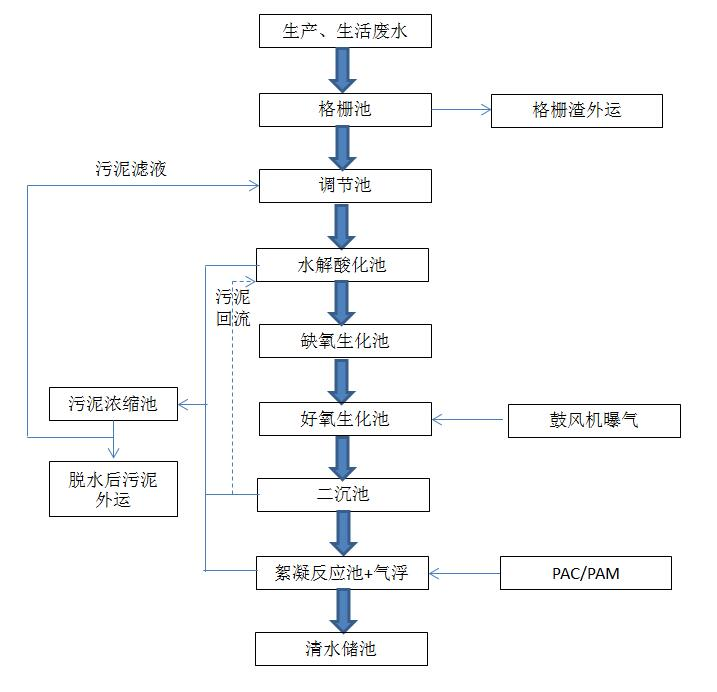 生产、生活废水
格栅池
格栅渣外运
污泥滤液
调节池
水解酸化池
污泥
回流
缺氧生化池
污泥浓缩池
好氧生化池
鼓风机曝气
脱水后污泥
外运
二沉池
絮凝反应池+气浮
PAC/PAM
清水储池